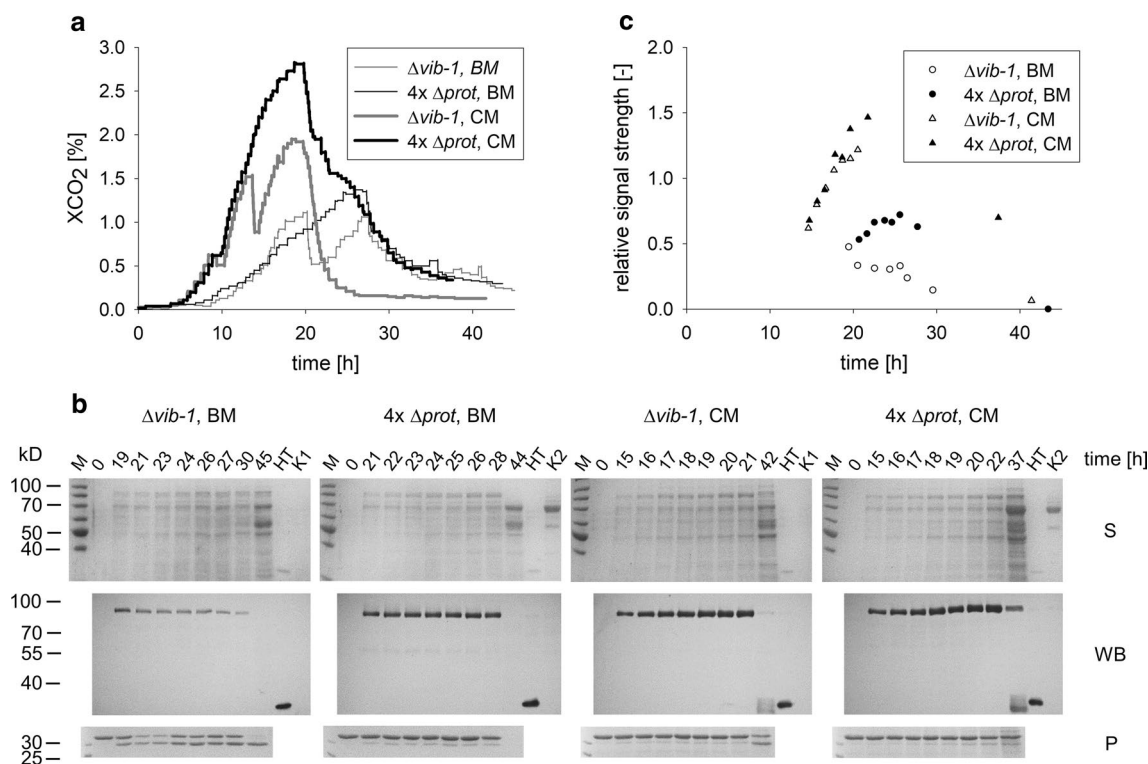 a
3.0
2.5
2.0
1.5
1.0
0.5
0.0
XCO2 [%]
0 10 20 30 40
time [h]
Δvib-1, BM
4x Δprot, BM
Δvib-1, CM
4x Δprot, CM
c
2.0
1.5
1.0
0.5
0.0
relative signal strength [-]
0 10 20 30 40
time [h]
Δvib-1, BM
4x Δprot, BM
Δvib-1, CM
4x Δprot, CM
b
Δvib-1, BM 4x Δprot, BM Δvib-1, CM 4x Δprot, CM
kD
M 0 19 21 23 24 26 27 30 45 HT K1
M 0 21 22 23 24 25 26 28 44 HT K2
M 0 15 16 17 18 19 20 21 42 HT K1
M 0 15 16 17 18 19 20 22 37 HT K2
time [h]
100
70
50
40
S
100
70
55
40
WB
30
25
P